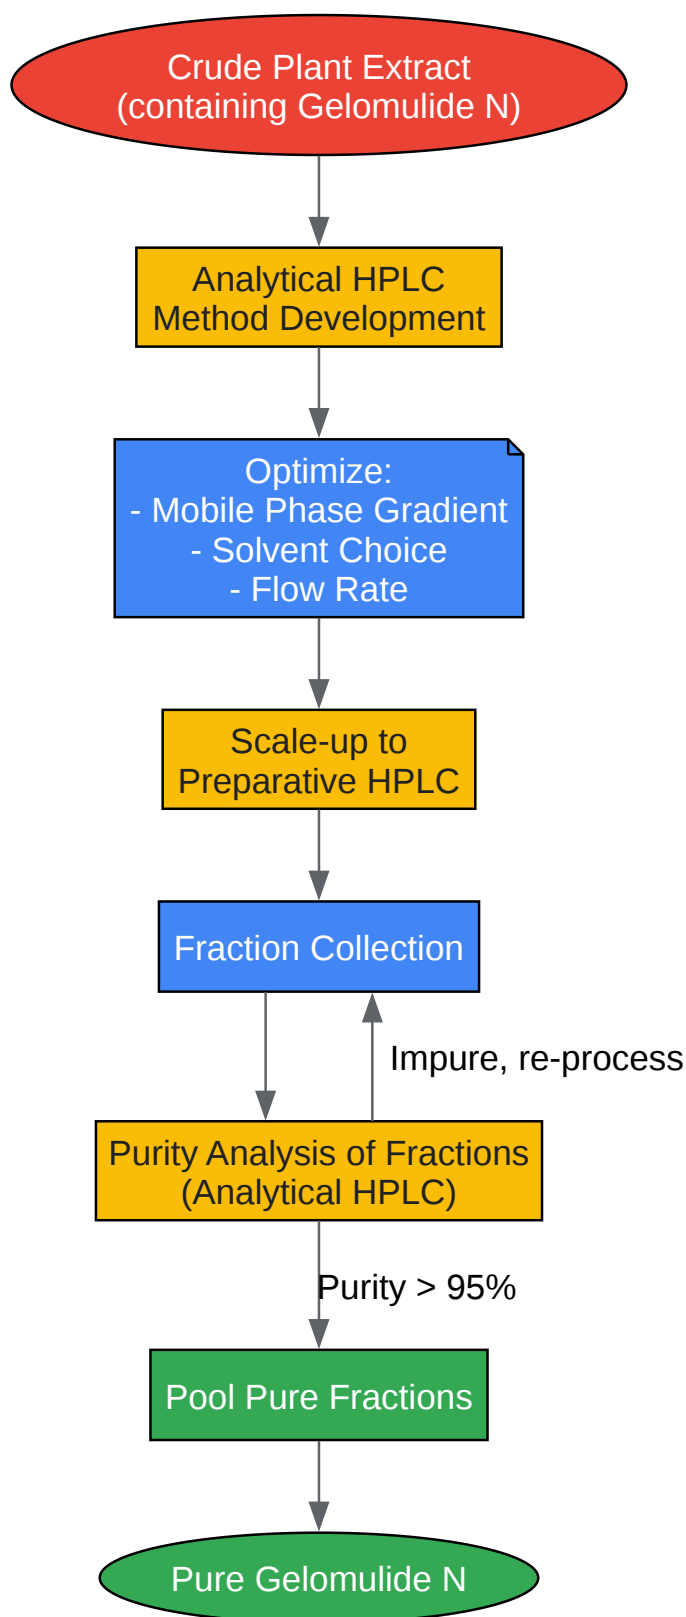 Crude Plant Extract
(containing Gelomulide N)
Analytical HPLC
Method Development
Optimize:
- Mobile Phase Gradient
- Solvent Choice
- Flow Rate
Scale-up to
Preparative HPLC
Fraction Collection
Impure, re-process
Purity Analysis of Fractions
(Analytical HPLC)
Purity > 95%
Pool Pure Fractions
Pure Gelomulide N